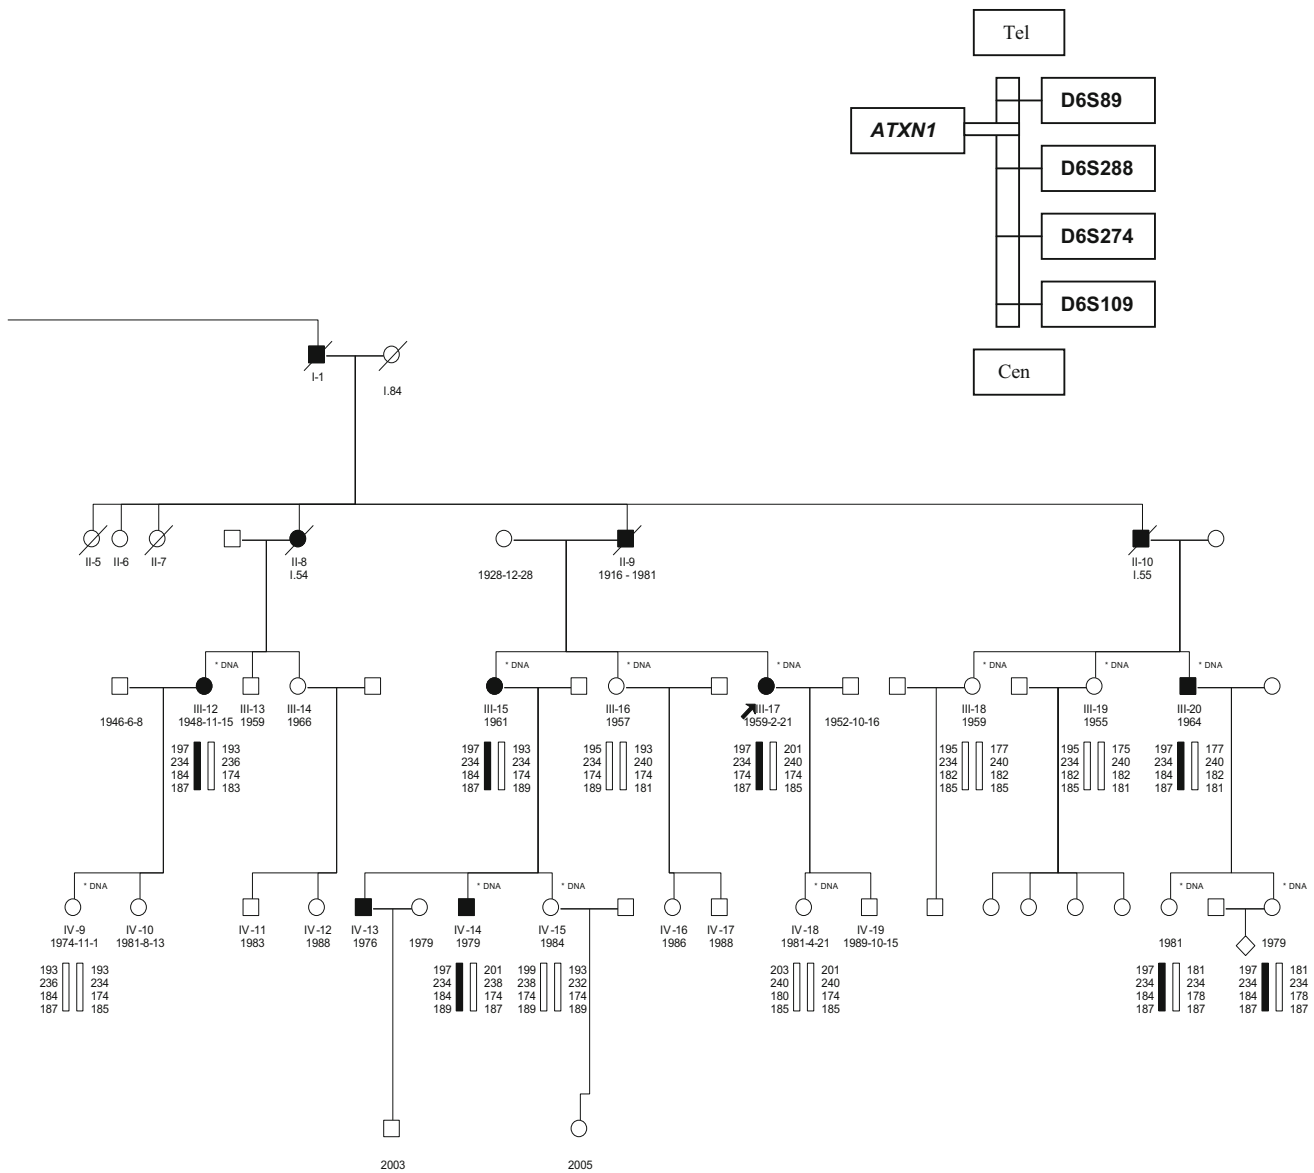 Tel
D6S89
ATXN1
D6S288
D6S274
D6S109
Cen
I-1
I.84
II-5 II-6 II-7 II-8 II-9 II-10
I.54 1928-12-28 1916 - 1981 I.55
* DNA * DNA * DNA * DNA * DNA * DNA * DNA
III-12 III-13 III-14 III-15 III-16 III-17 III-18 III-19 III-20
1946-6-8 1948-11-15 1959 1966 1961 1957 1959-2-21 1952-10-16 1959 1955 1964
197 193 197 193 195 193 197 201 195 177 195 175 197 177
234 236 234 234 234 240 234 240 234 240 234 240 234 240
184 174 184 174 174 174 174 174 182 182 182 182 184 182
187 183 187 189 189 181 187 185 185 185 185 181 187 181
* DNA * DNA * DNA * DNA * DNA * DNA
IV-9 IV-10 IV-11 IV-12 IV-13 IV-14 IV-15 IV-16 IV-17 IV-18 IV-19
1974-11-1 1981-8-13 1983 1988 1976 1979 1979 1984 1986 1988 1981-4-21 1989-10-15 1981 1979
193 193 197 201 199 193 203 201 197 181 197 181
236 234 234 238 238 232 240 240 234 234 234 234
184 174 184 174 174 174 180 174 184 178 184 178
187 185 189 187 189 189 185 185 187 187 187 187
2003 2005